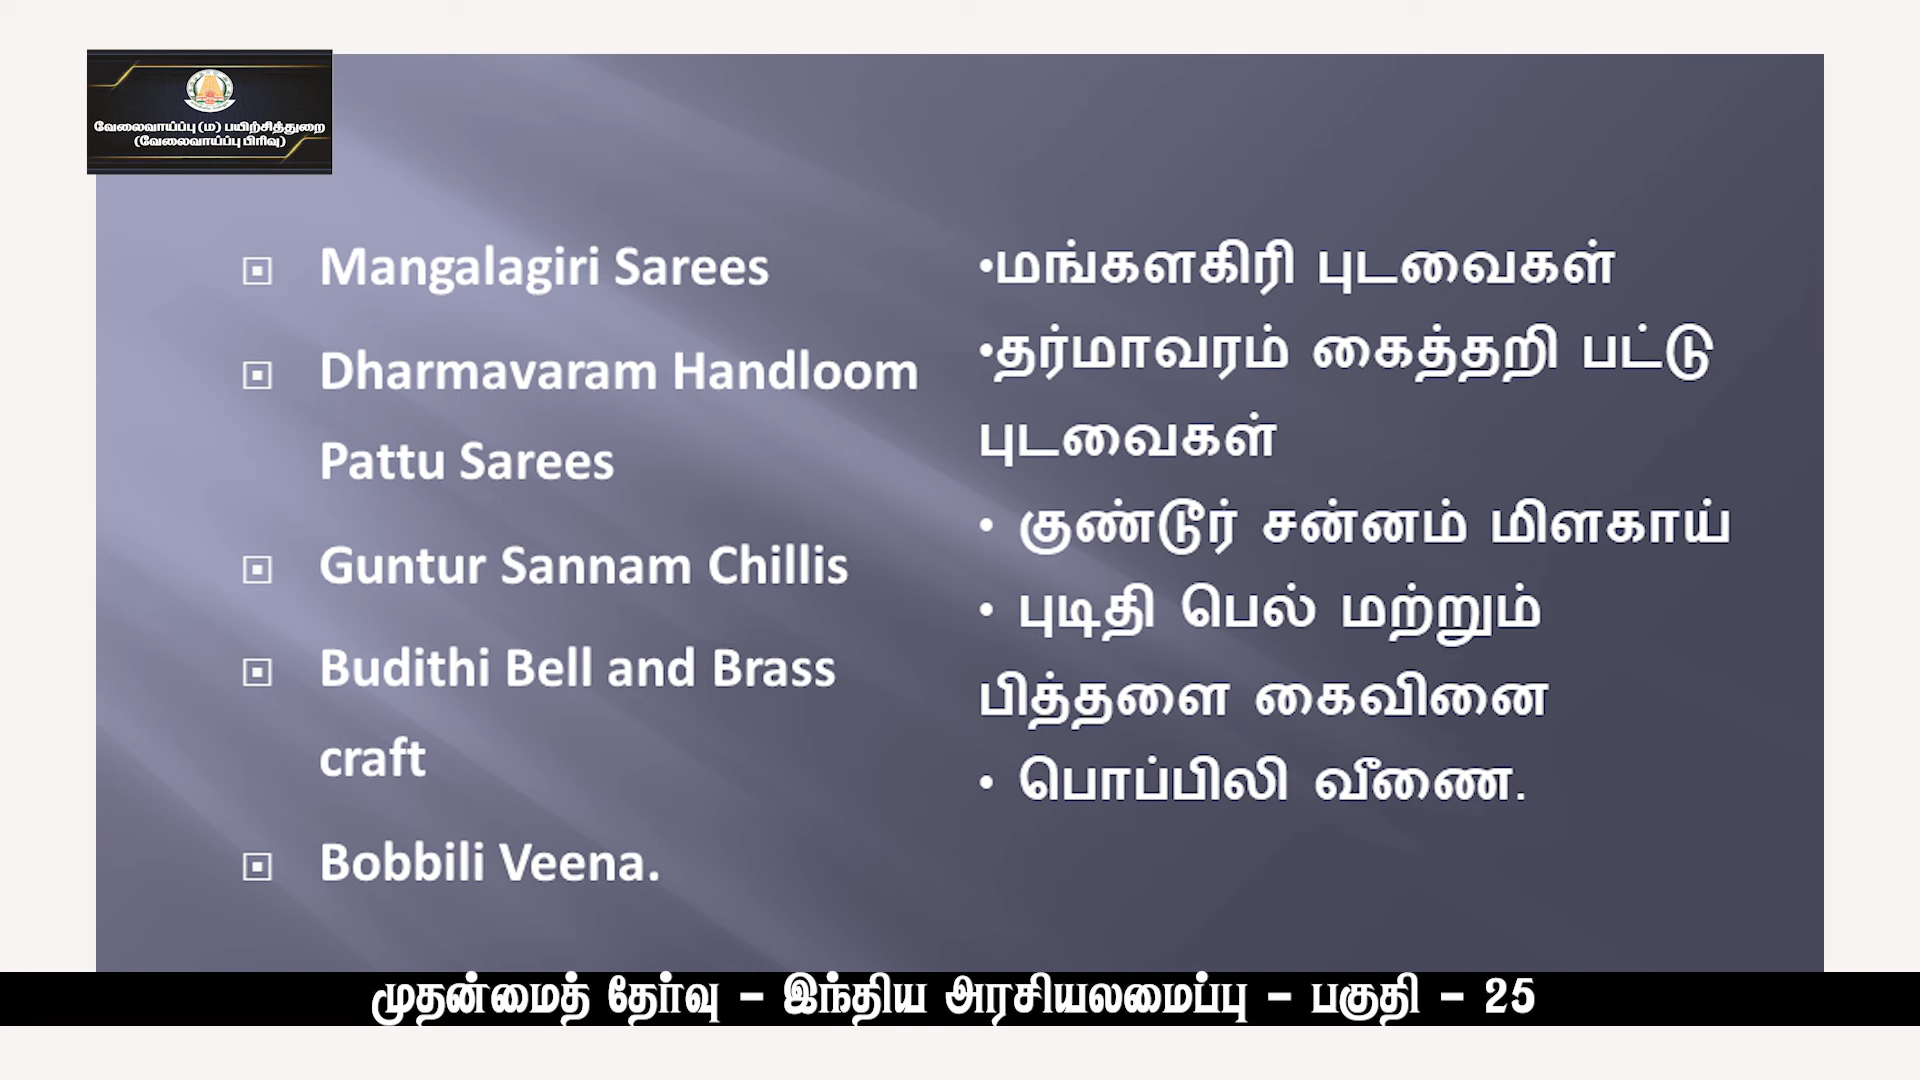 வேலைவாய்ப்பு (ம) பயிற்சித்துறை
(வேலைவாய்ப்பு பிரிவு)
Mangalagiri Sarees
Dharmavaram Handloom
Pattu Sarees
Guntur Sannam Chillis
Budithi Bell and Brass
craft
Bobbili Veena.
•மங்களகிரி புடவைகள்
•தர்மாவரம் கைத்தறி பட்டு
புடவைகள்
• குண்டூர் சன்னம் மிளகாய்
• புடிதி பெல் மற்றும்
பித்தளை கைவினை
• பொப்பிலி வீணை.
முதன்மைத் தேர்வு – இந்திய அரசியலமைப்பு – பகுதி – 25